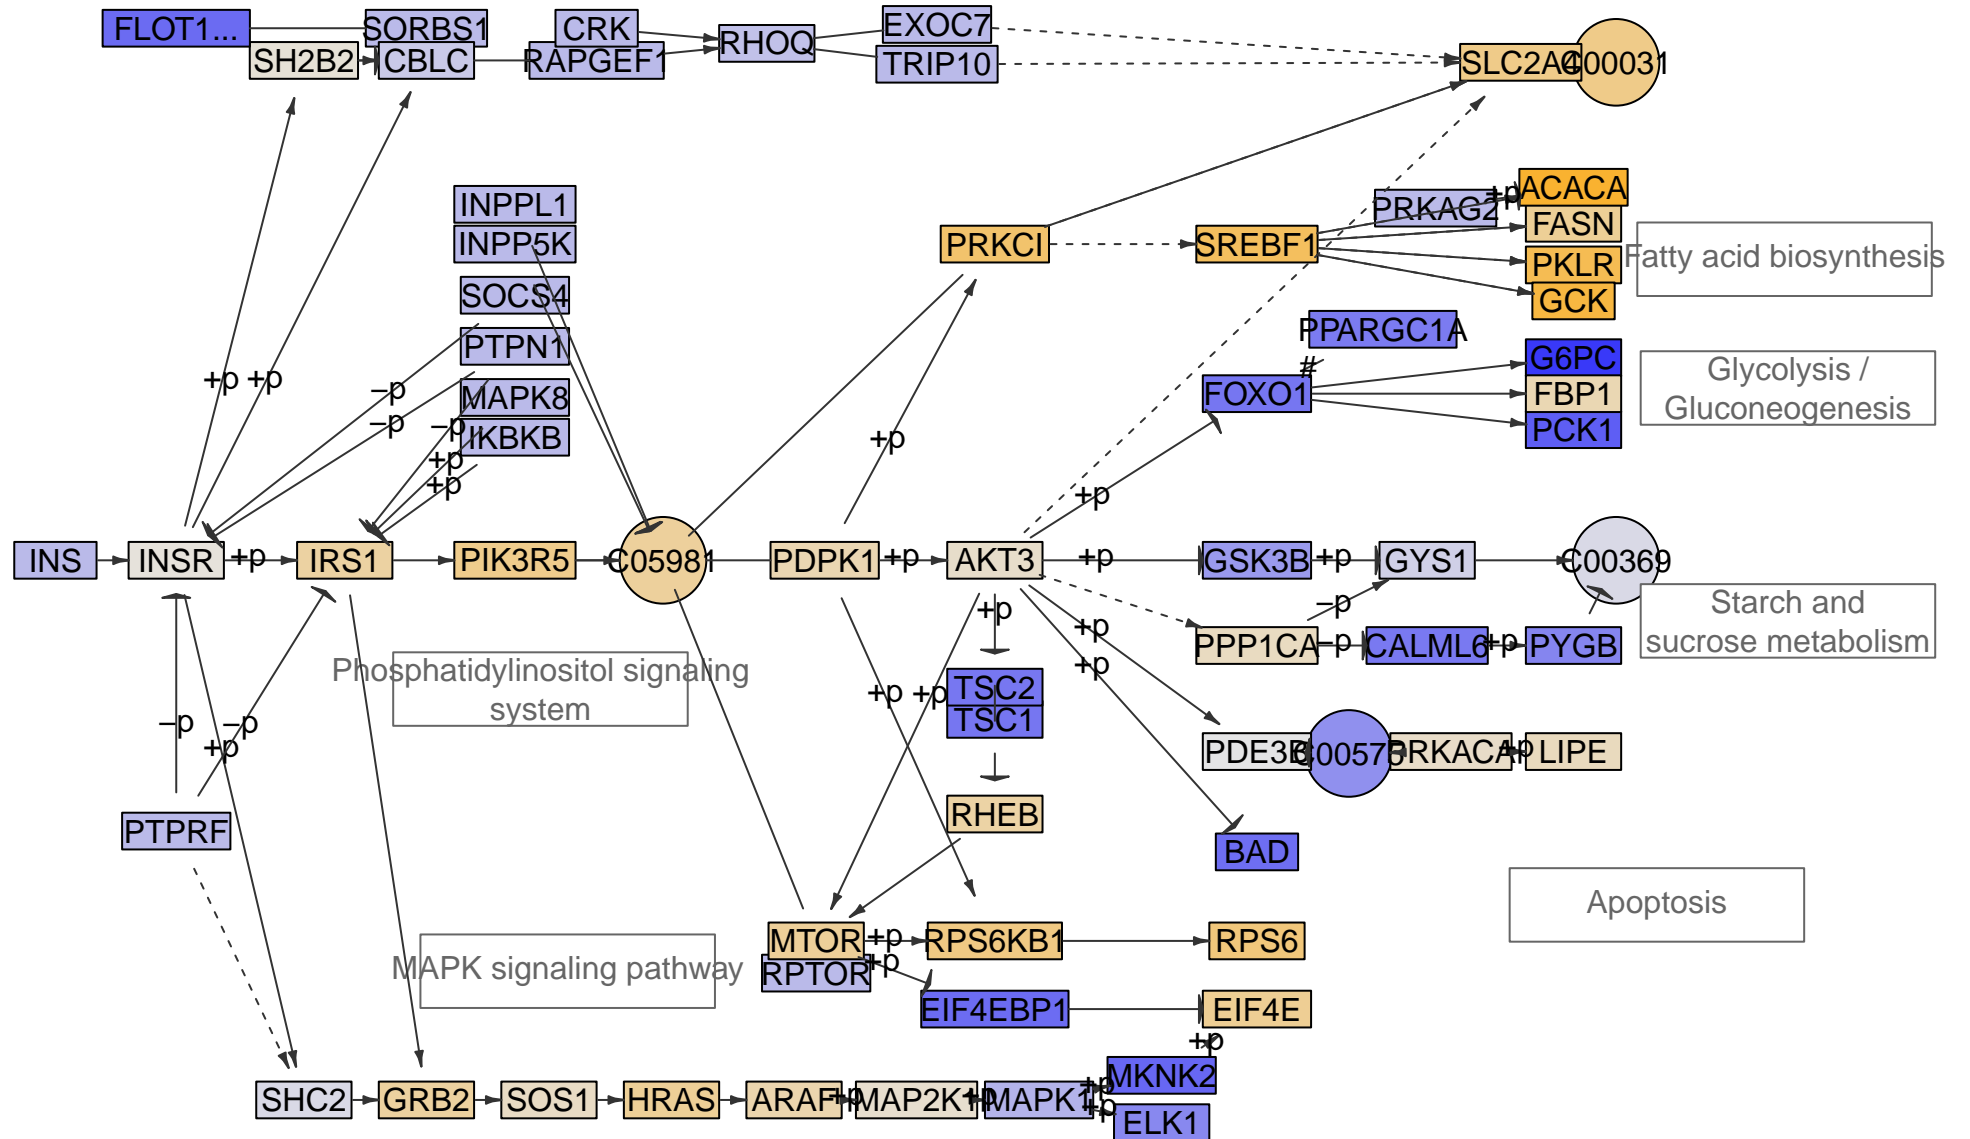 FLOT1...
SORBS1
CRK
EXOC7
SH2B2
CBLC
RAPGEF1
RHOQ
TRIP10
SLC2A4
C00031
INPPL1
INPP5K
SOCS4
PTPN1
MAPK8
IKBKB
PRKCI
SREBF1
PRKAG2
+p
ACACA
FASN
PKLR
GCK
Fatty acid biosynthesis
PPARGC1A
#
FOXO1
G6PC
FBP1
PCK1
Glycolysis /
Gluconeogenesis
+p
+p
–p
–p
–p
+p
+p
+p
+p
INS
INSR
+p
IRS1
PIK3R5
C05981
PDPK1
+p
AKT3
+p
GSK3B
+p
GYS1
C00369
–p
+p
+p
+p
PPP1CA
–p
CALML6
+p
PYGB
Starch and
sucrose metabolism
Phosphatidylinositol signaling
system
–p
+p
–p
+p
+p
TSC2
TSC1
PDE3B
C00575
PRKACA
+p
LIPE
PTPRF
RHEB
BAD
Apoptosis
MTOR
+p
RPS6KB1
RPS6
RPTOR
+p
MAPK signaling pathway
EIF4EBP1
EIF4E
+p
SHC2
GRB2
SOS1
HRAS
ARAF
+p
MAP2K1
+p
MAPK1
+p
+p
MKNK2
ELK1